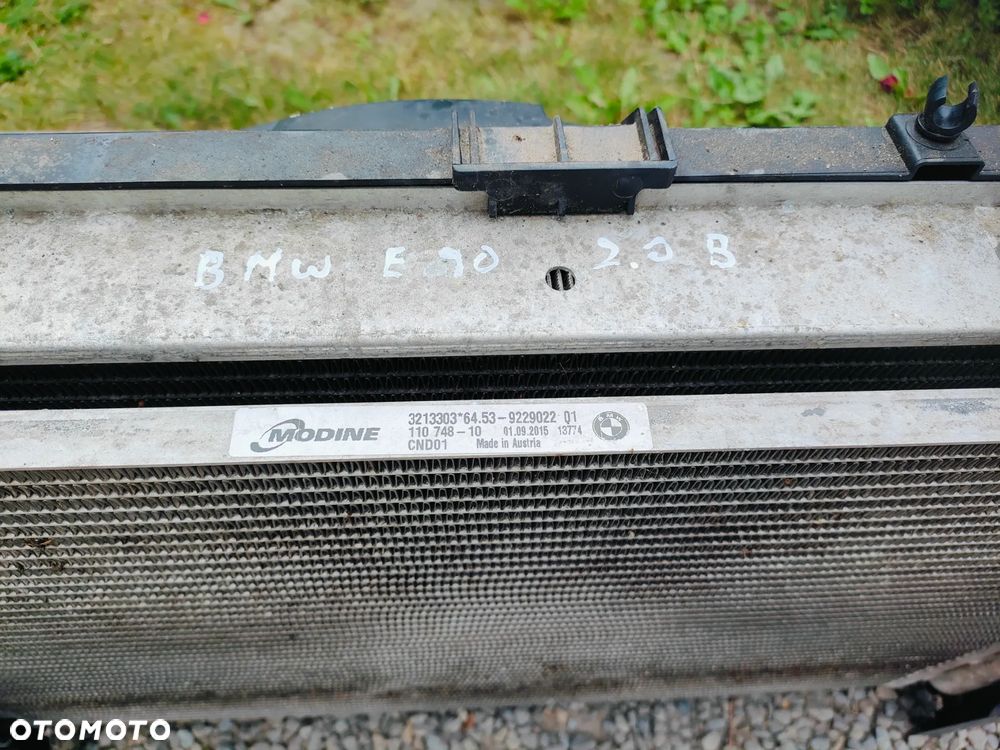 BMW E90 2.0 B
MODINE
3213303*64.53-9229022 01
110 748-10 01.09.2015 13774
CND01 Made in Austria
BMW
OTOMOTO